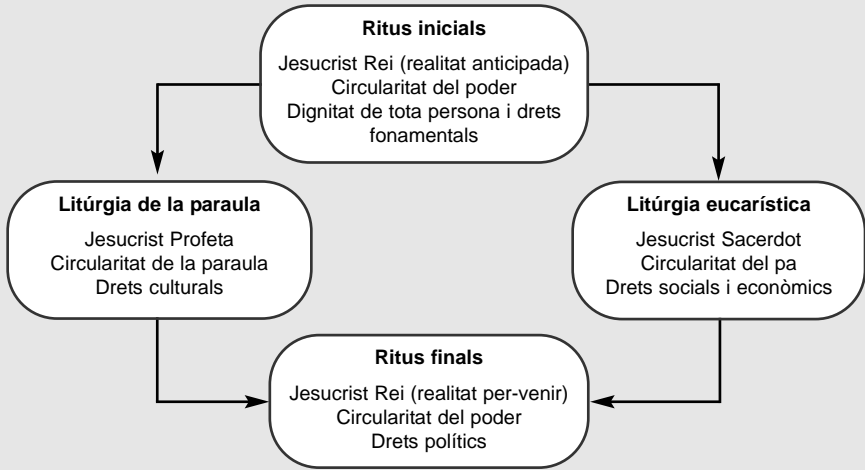 Ritus inicials
Jesucrist Rei (realitat anticipada)
Circularitat del poder
Dignitat de tota persona i drets
fonamentals
Litúrgia de la paraula
Jesucrist Profeta
Circularitat de la paraula
Drets culturals
Litúrgia eucarística
Jesucrist Sacerdot
Circularitat del pa
Drets socials i econòmics
Ritus finals
Jesucrist Rei (realitat per-venir)
Circularitat del poder
Drets polítics